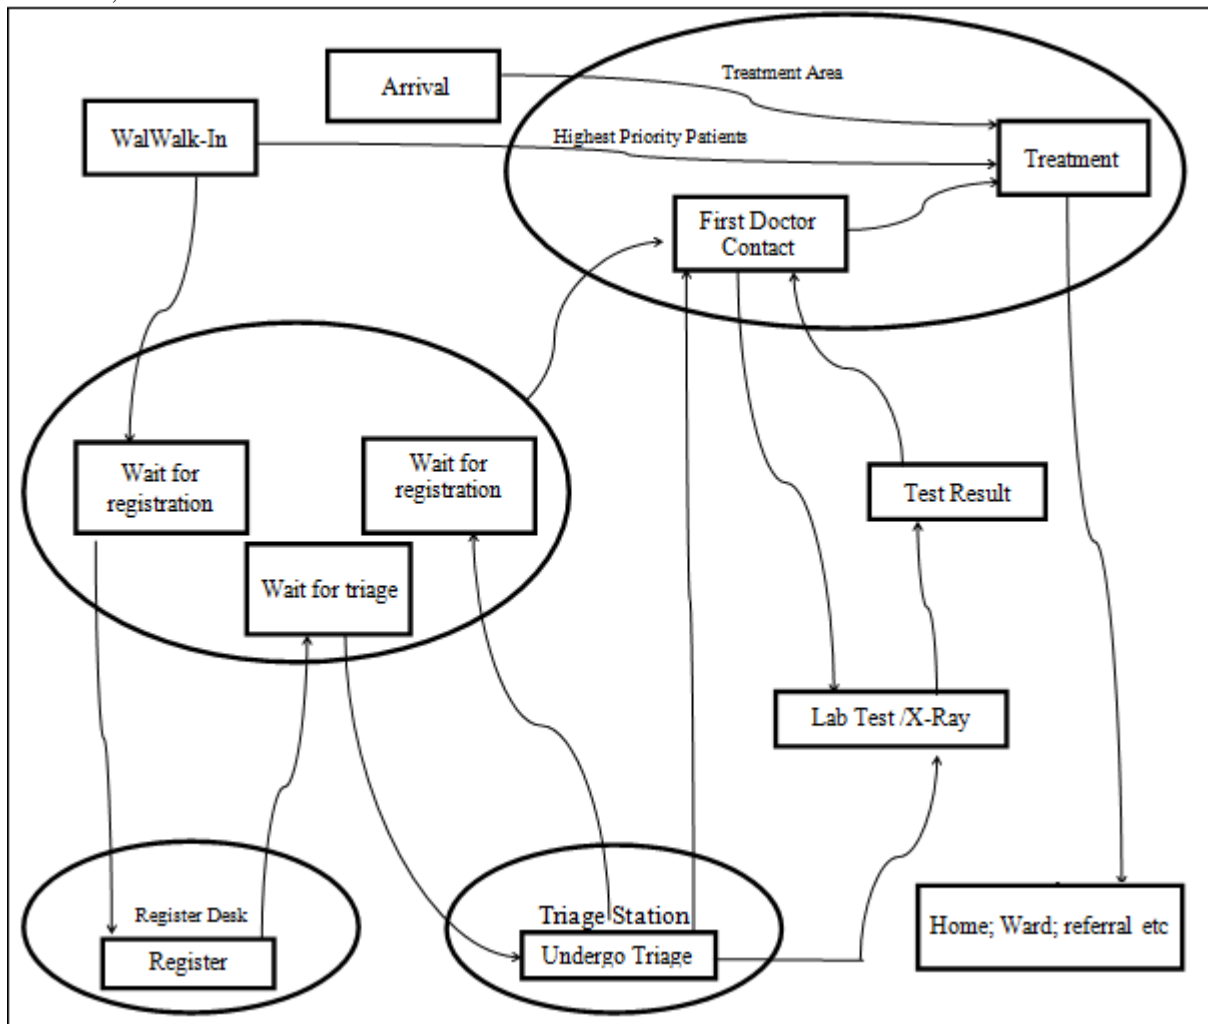 Arrival
Treatment Area
WalWalk-In
Highest Priority Patients
Treatment
First Doctor
Contact
Wait for
registration
Wait for
registration
Test Result
Wait for triage
Lab Test /X-Ray
Register Desk
Register
Triage Station
Undergo Triage
Home; Ward; referral etc